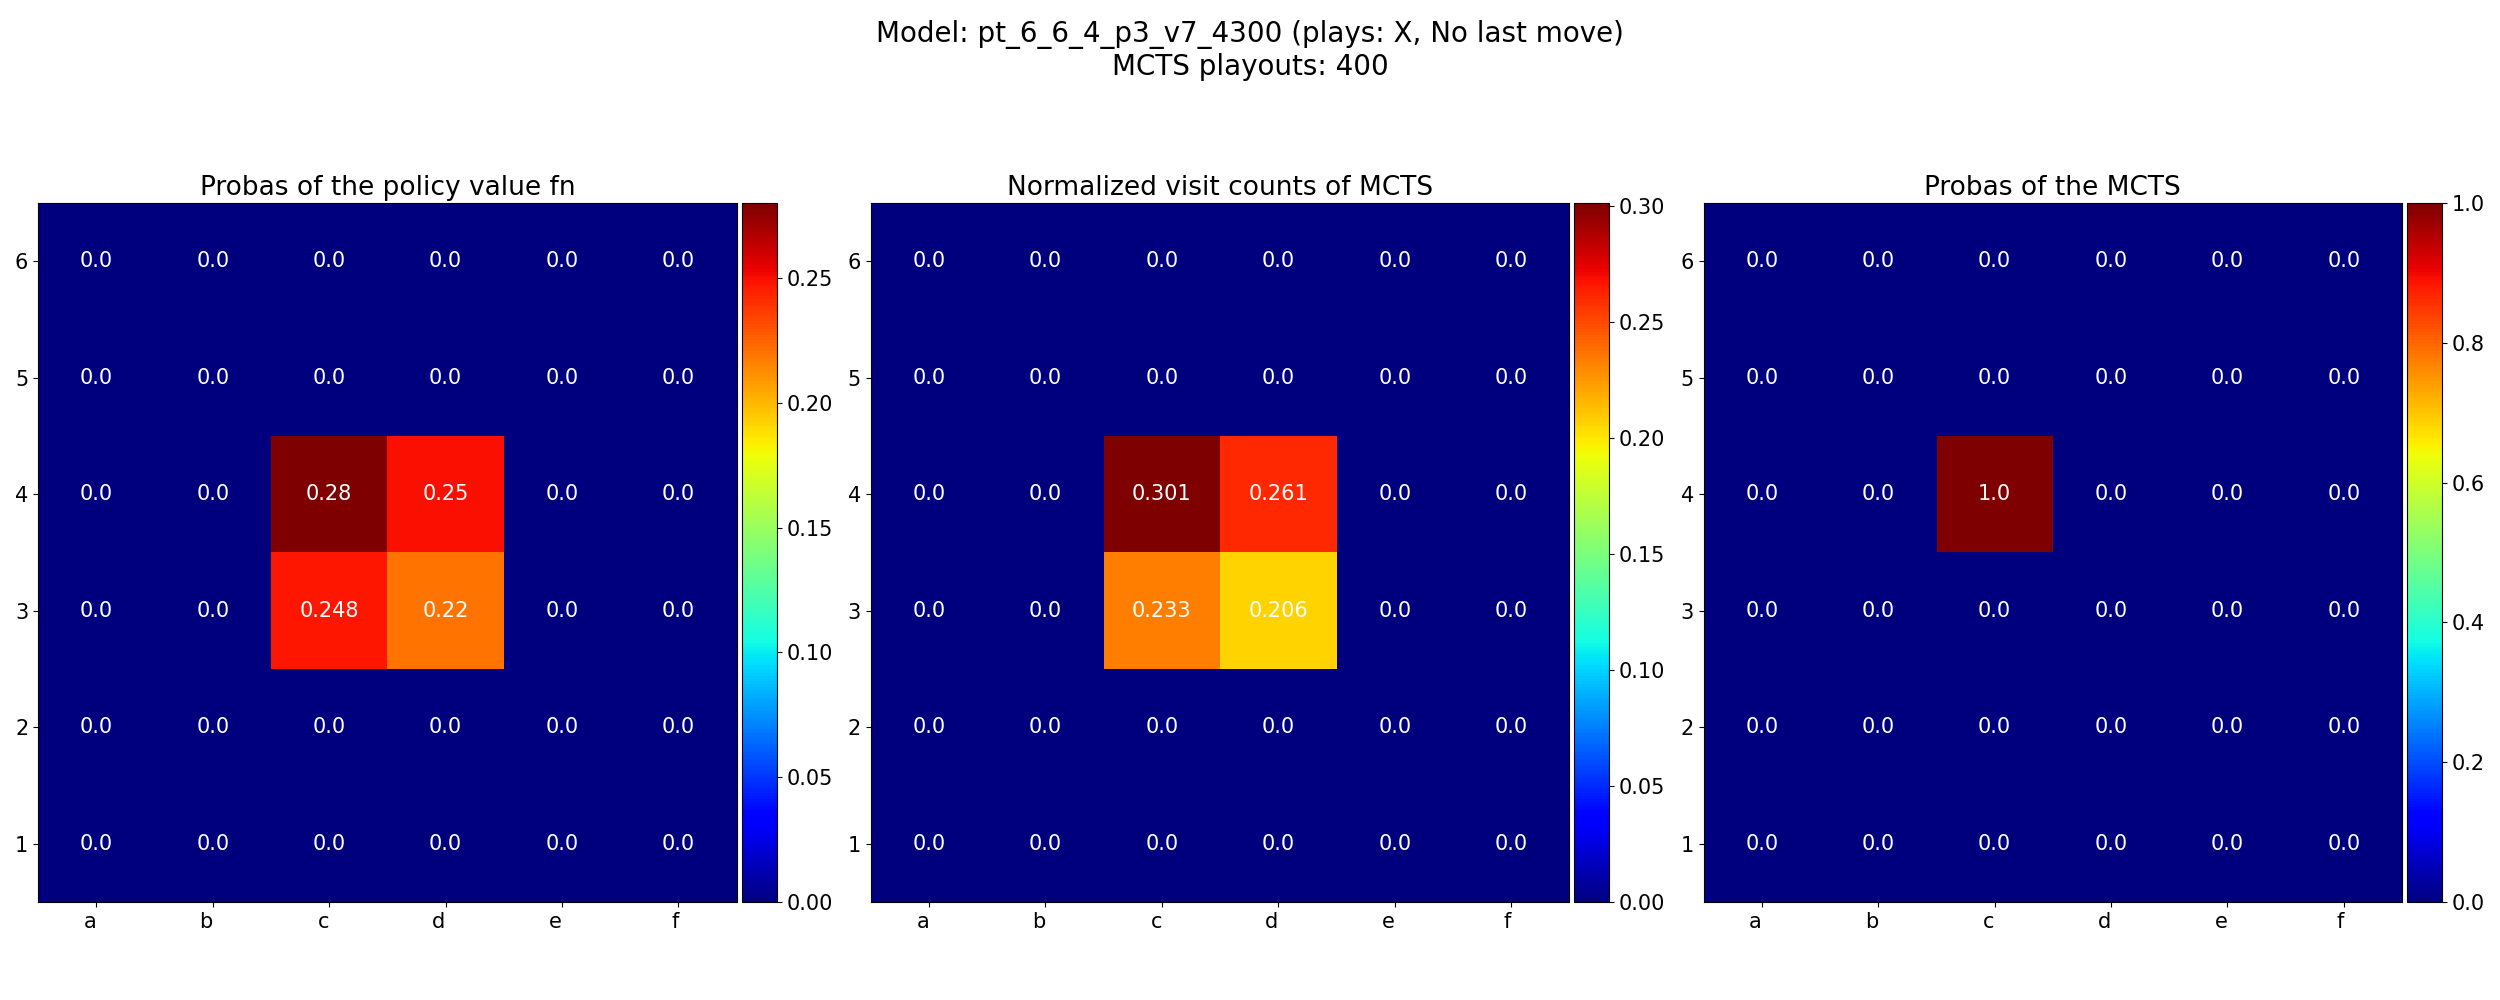 Model: pt_6_6_4_p3_v7_4300 (plays: X, No last move)
MCTS playouts: 400
Probas of the policy value fn
6 0.0 0.0 0.0 0.0 0.0 0.0
5 0.0 0.0 0.0 0.0 0.0 0.0
4 0.0 0.0 0.28 0.25 0.0 0.0
3 0.0 0.0 0.248 0.22 0.0 0.0
2 0.0 0.0 0.0 0.0 0.0 0.0
1 0.0 0.0 0.0 0.0 0.0 0.0
a b c d e f
0.25
0.20
0.15
0.10
0.05
0.00
Normalized visit counts of MCTS
6 0.0 0.0 0.0 0.0 0.0 0.0
5 0.0 0.0 0.0 0.0 0.0 0.0
4 0.0 0.0 0.301 0.261 0.0 0.0
3 0.0 0.0 0.233 0.206 0.0 0.0
2 0.0 0.0 0.0 0.0 0.0 0.0
1 0.0 0.0 0.0 0.0 0.0 0.0
a b c d e f
0.30
0.25
0.20
0.15
0.10
0.05
0.00
Probas of the MCTS
6 0.0 0.0 0.0 0.0 0.0 0.0
5 0.0 0.0 0.0 0.0 0.0 0.0
4 0.0 0.0 1.0 0.0 0.0 0.0
3 0.0 0.0 0.0 0.0 0.0 0.0
2 0.0 0.0 0.0 0.0 0.0 0.0
1 0.0 0.0 0.0 0.0 0.0 0.0
a b c d e f
1.0
0.8
0.6
0.4
0.2
0.0